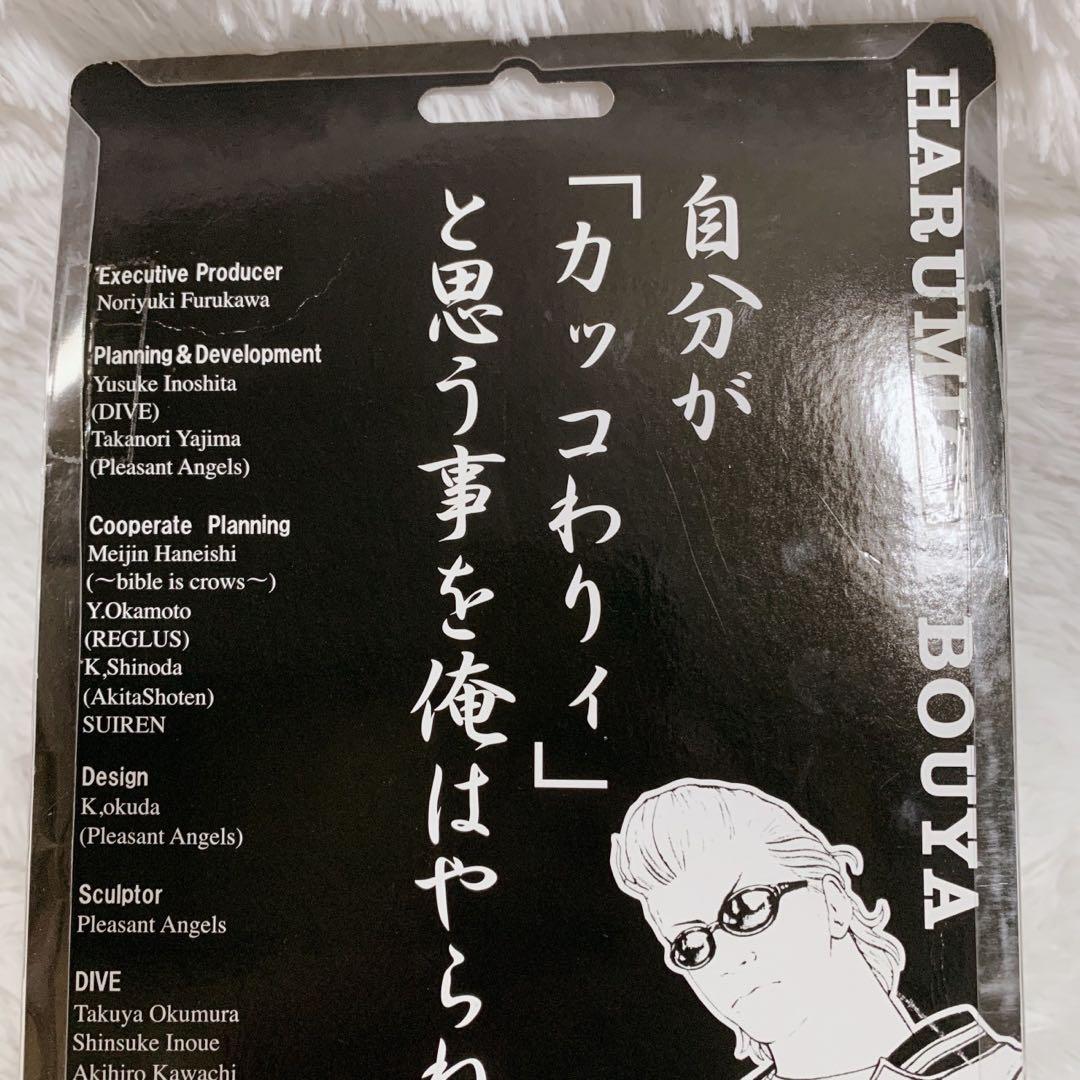 HARUMI BOUYA
自分が
「カッコわりィ」
と思う事を俺はやらね
Executive Producer
Noriyuki Furukawa
Planning & Development
Yusuke Inoshita
(DIVE)
Takanori Yajima
(Pleasant Angels)
Cooperate Planning
Meijin Haneishi
(〜bible is crows〜)
Y.Okamoto
(REGLUS)
K,Shinoda
(AkitaShoten)
SUIREN
Design
K,okuda
(Pleasant Angels)
Sculptor
Pleasant Angels
DIVE
Takuya Okumura
Shinsuke Inoue
Akihiro Kawachi